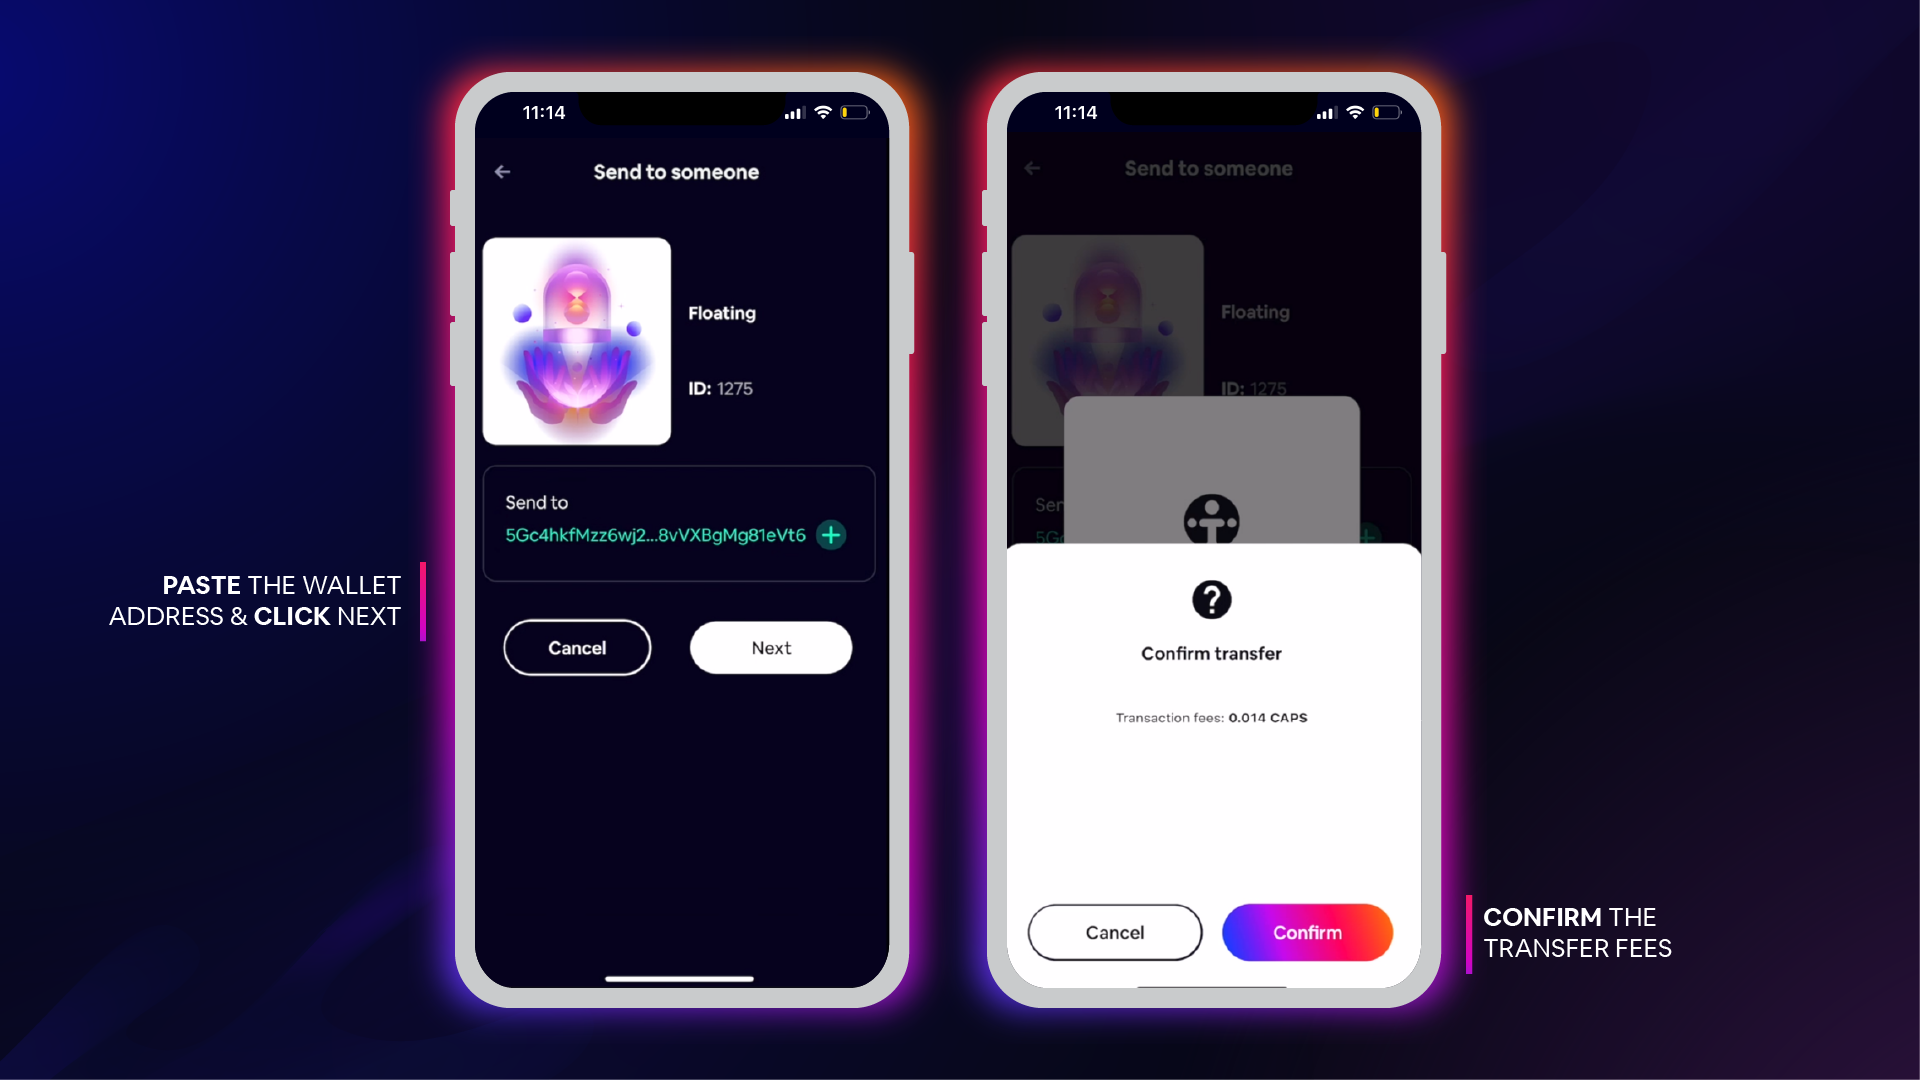 11:14
Send to someone
Floating
ID: 1275
Send to
5Gc4hkfMzz6wj2...8vVXBgMg81eVt6
Cancel
Next
PASTE THE WALLET
ADDRESS & CLICK NEXT
11:14
Send to someone
Floating
ID: 1275
Sen
5Gc
Confirm transfer
Transaction fees: 0.014 CAPS
Cancel
Confirm
CONFIRM THE
TRANSFER FEES